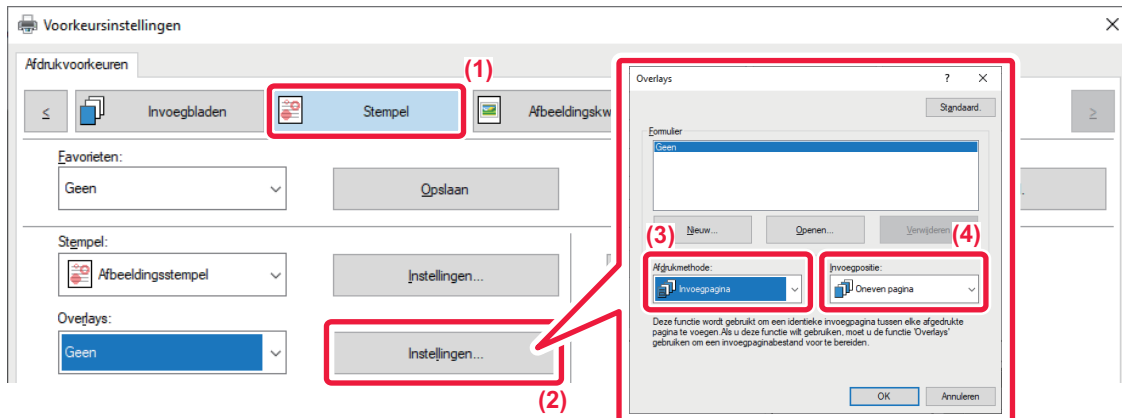 Voorkeursinstellingen
Afdrukvoorkeuren
(1)
≤ Invoegbladen Stempel Afbeeldingskw ≥
Favorieten:
Geen Opslaan
Stempel:
Afbeeldingsstempel Instellingen...
Overlays:
Geen Instellingen...
(2)
Overlays ?
Standaard.
Formulier
Geen
Nieuw... Openen... Verwijderen
(3) (4)
Afdrukmethode: Invoegpositie:
Invoegpagina Oneven pagina
Deze functie wordt gebruikt om een identieke invoegpagina tussen elke afgedrukte
pagina te voegen.Als u deze functie wilt gebruiken, moet u de functie 'Overlays'
gebruiken om een invoegpaginabestand voor te bereiden.
OK Annuleren